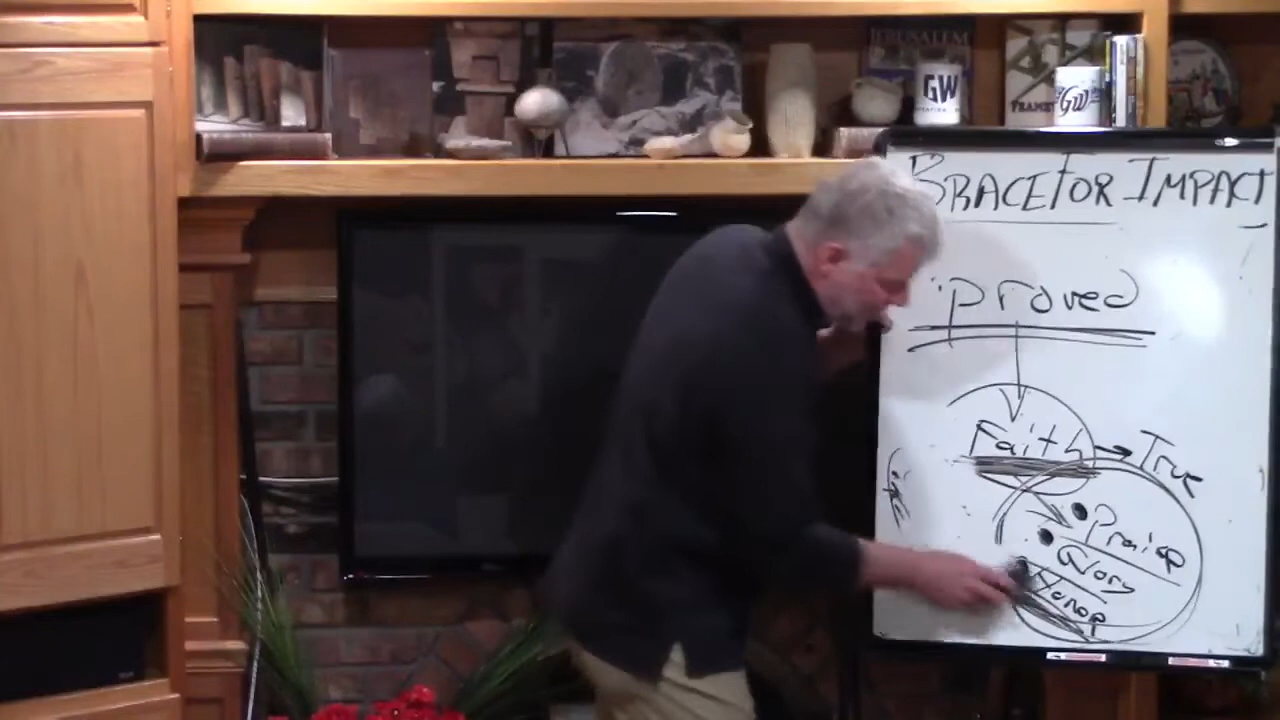 JERUSALEM
GW
GW
BRACE FOR IMPACT
proved
Faith
True
Praise
Glory
Honor